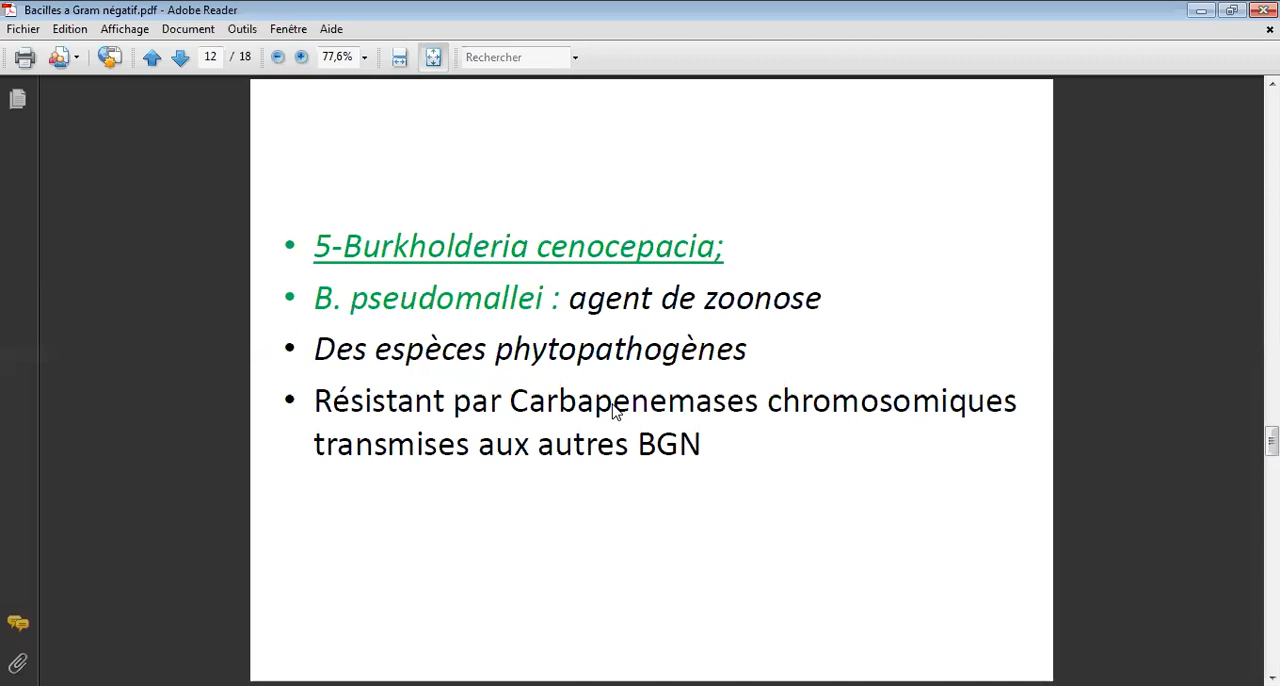 Bacilles a Gram négatif.pdf - Adobe Reader
Fichier Edition Affichage Document Outils Fenêtre Aide
12 / 18 77,6% Rechercher
• 5-Burkholderia cenocepacia;
• B. pseudomallei : agent de zoonose
• Des espèces phytopathogènes
• Résistant par Carbapenemases chromosomiques
transmises aux autres BGN